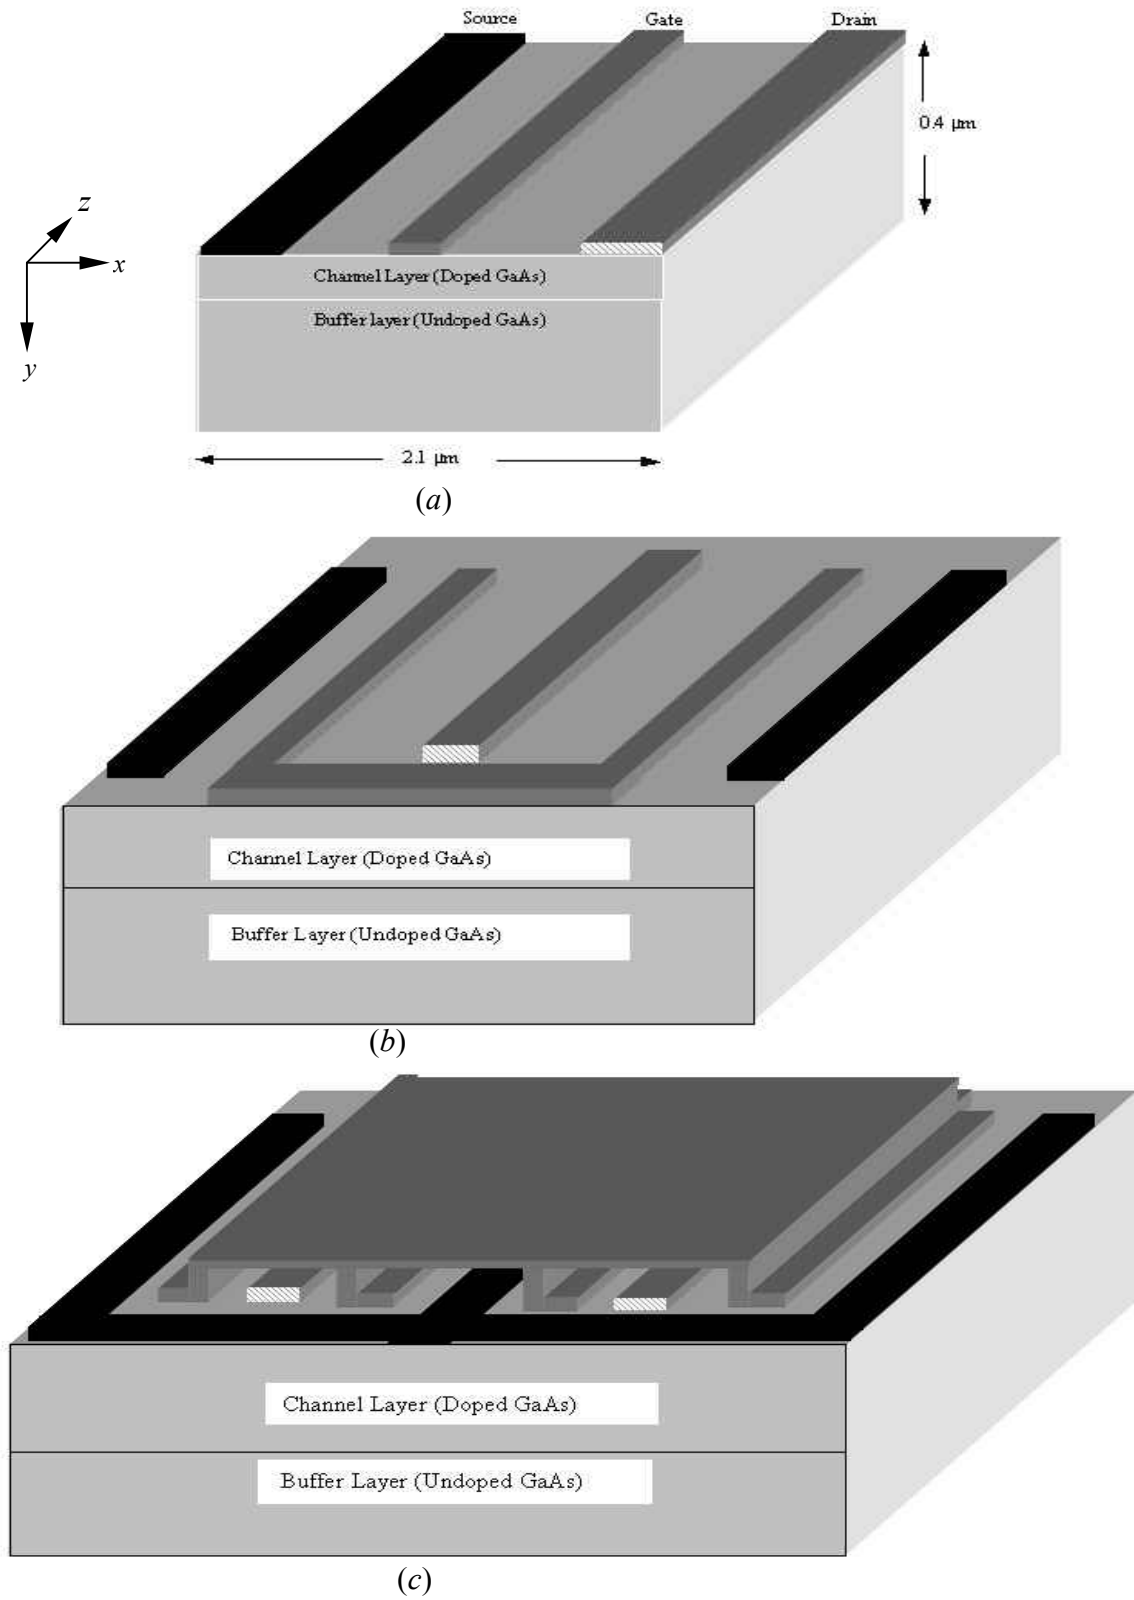 Source Gate Drain
0.4 μm
z
x
y
Channel Layer (Doped GaAs)
Buffer layer (Undoped GaAs)
2.1 μm
(a)
Channel Layer (Doped GaAs)
Buffer Layer (Undoped GaAs)
(b)
Channel Layer (Doped GaAs)
Buffer Layer (Undoped GaAs)
(c)